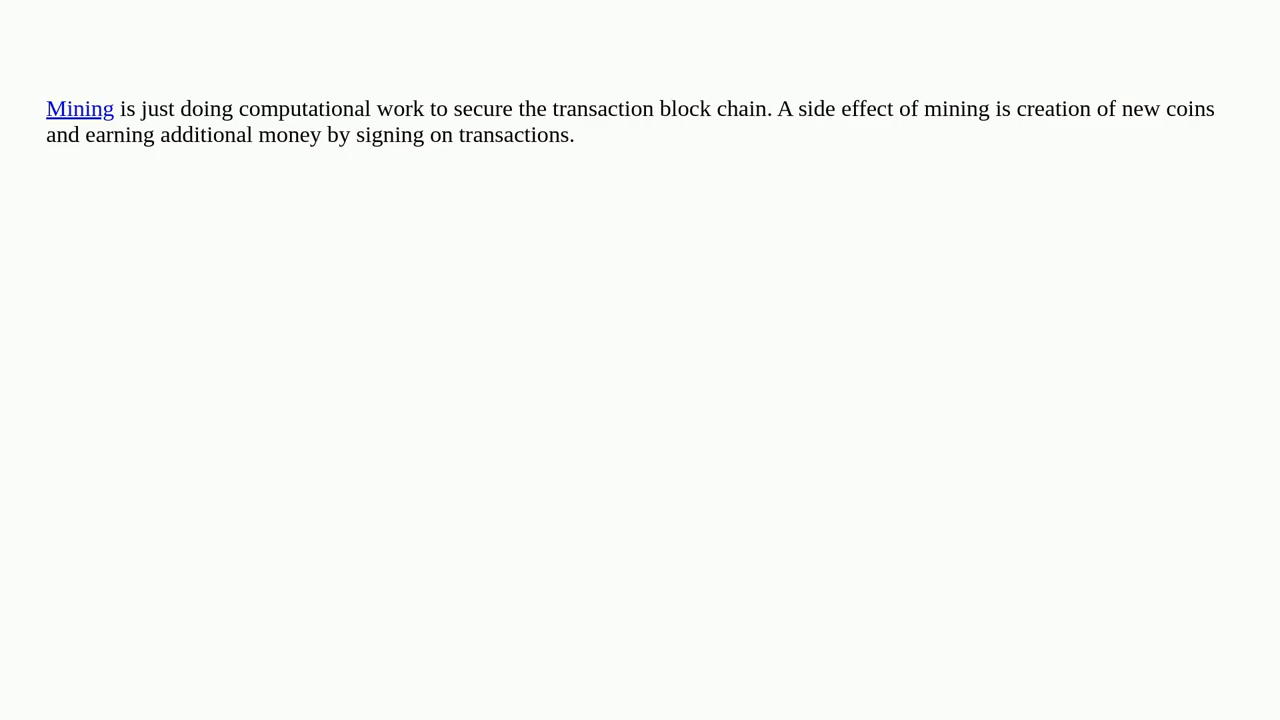 Mining is just doing computational work to secure the transaction block chain. A side effect of mining is creation of new coins
and earning additional money by signing on transactions.